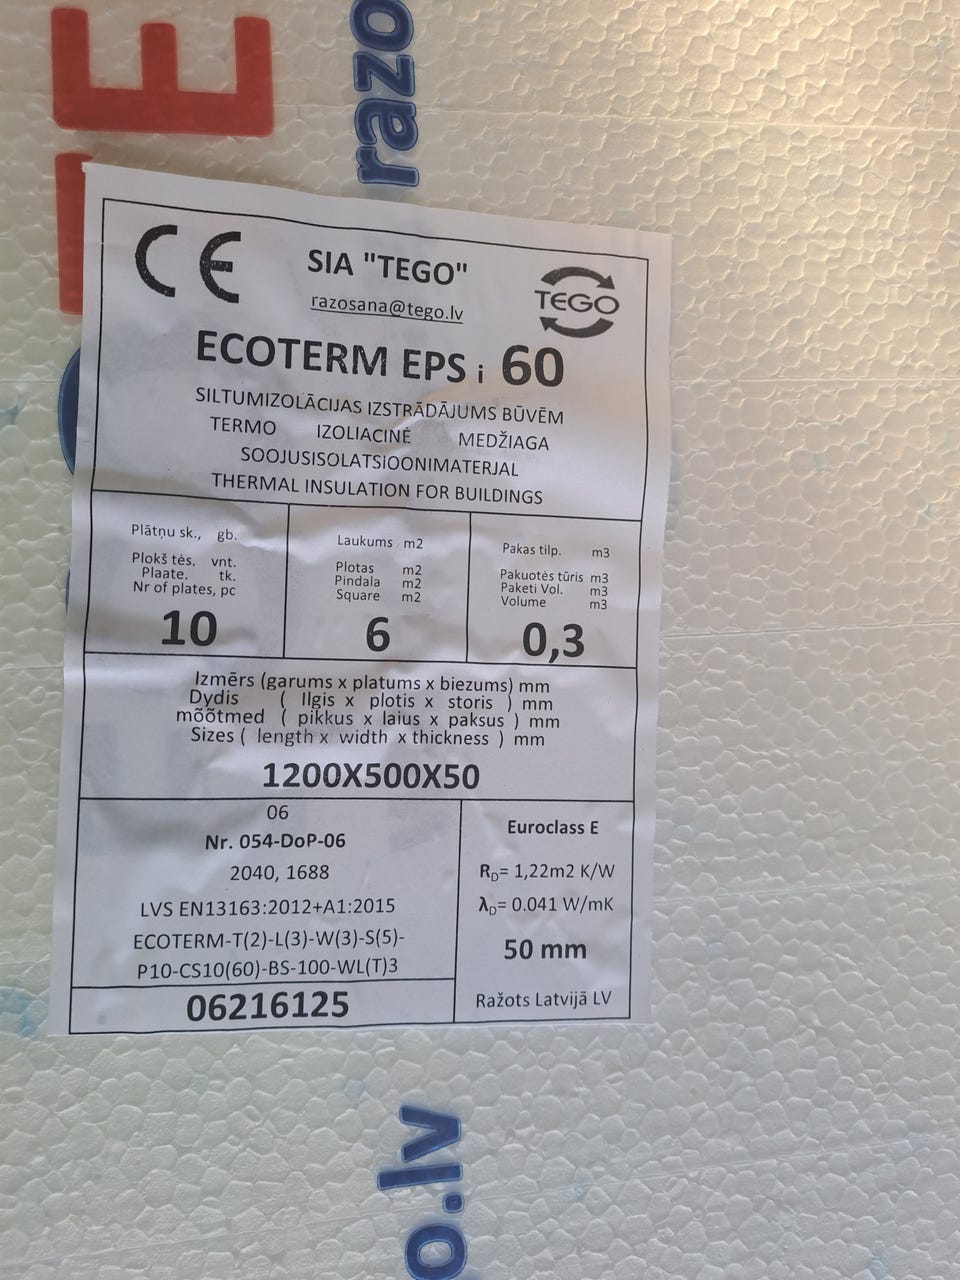 TE
razo
CE
SIA "TEGO"
razosana@tego.lv
TEGO
ECOTERM EPS i 60
SILTUMIZOLĀCIJAS IZSTRĀDĀJUMS BŪVĒM
TERMO IZOLIACINĖ MEDŽIAGA
SOOJUSISOLATSIOONIMATERJAL
THERMAL INSULATION FOR BUILDINGS
Plātņu sk., gb.
Plokš tės, vnt.
Plaate, tk.
Nr of plates, pc
10
Laukums m2
Plotas m2
Pindala m2
Square m2
6
Pakas tilp. m3
Pakuotės tūris m3
Paketi Vol. m3
Volume m3
0,3
Izmērs (garums x platums x biezums) mm
Dydis ( Ilgis x plotis x storis ) mm
mõõtmed ( pikkus x laius x paksus ) mm
Sizes ( length x width x thickness ) mm
1200X500X50
06
Nr. 054-DoP-06
2040, 1688
LVS EN13163:2012+A1:2015
ECOTERM-T(2)-L(3)-W(3)-S(5)-
P10-CS10(60)-BS-100-WL(T)3
06216125
Euroclass E
RD= 1,22m2 K/W
λD= 0.041 W/mK
50 mm
Ražots Latvijā LV
o.lv